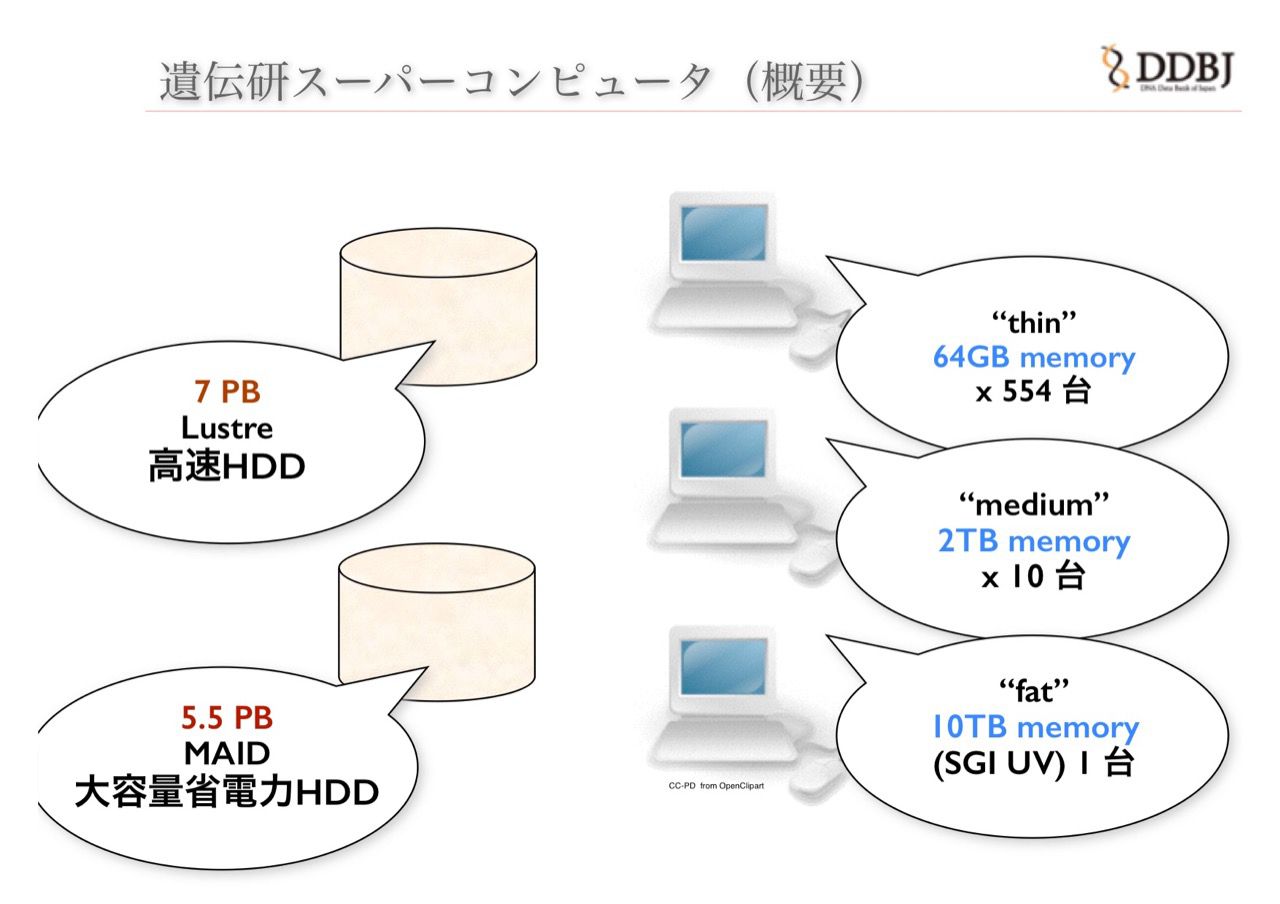 遺伝研スーパーコンピュータ（概要）
DDBJ
DNA Data Bank of Japan
7 PB
Lustre
高速HDD
5.5 PB
MAID
大容量省電力HDD
“thin”
64GB memory
x 554 台
“medium”
2TB memory
x 10 台
“fat”
10TB memory
(SGI UV) 1 台
CC-PD from OpenClipart